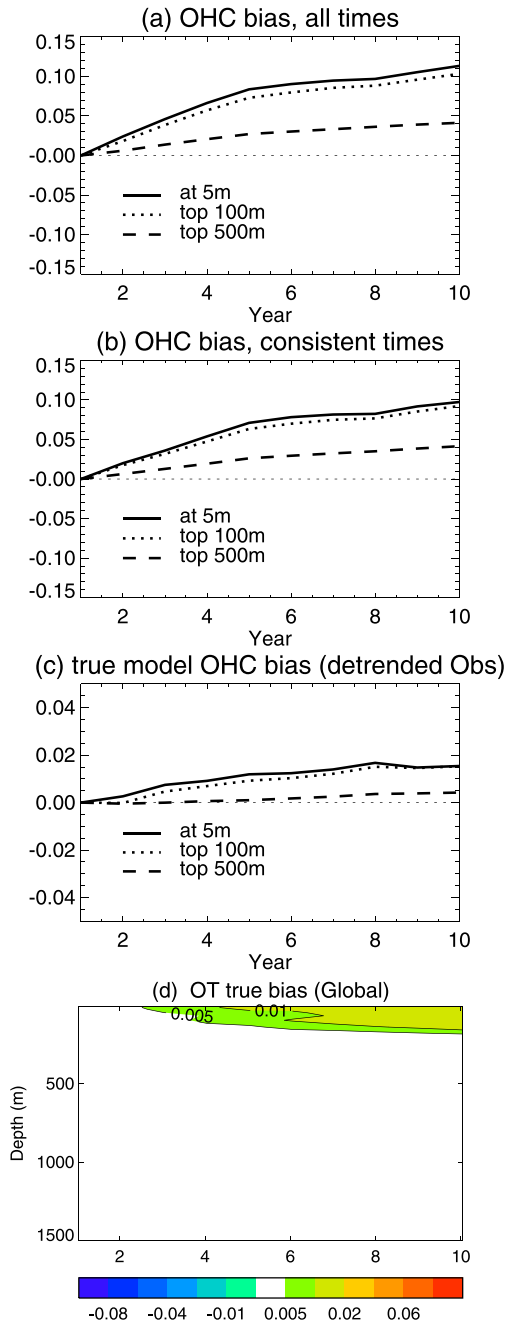 (a) OHC bias, all times
0.15
0.10
0.05
-0.00
-0.05
-0.10
-0.15
at 5m
top 100m
top 500m
2 4 6 8 10
Year
(b) OHC bias, consistent times
0.15
0.10
0.05
-0.00
-0.05
-0.10
-0.15
at 5m
top 100m
top 500m
2 4 6 8 10
Year
(c) true model OHC bias (detrended Obs)
0.04
0.02
0.00
-0.02
-0.04
at 5m
top 100m
top 500m
2 4 6 8 10
Year
(d) OT true bias (Global)
0.005 0.01
Depth (m)
500
1000
1500
2 4 6 8 10
-0.08 -0.04 -0.01 0.005 0.02 0.06